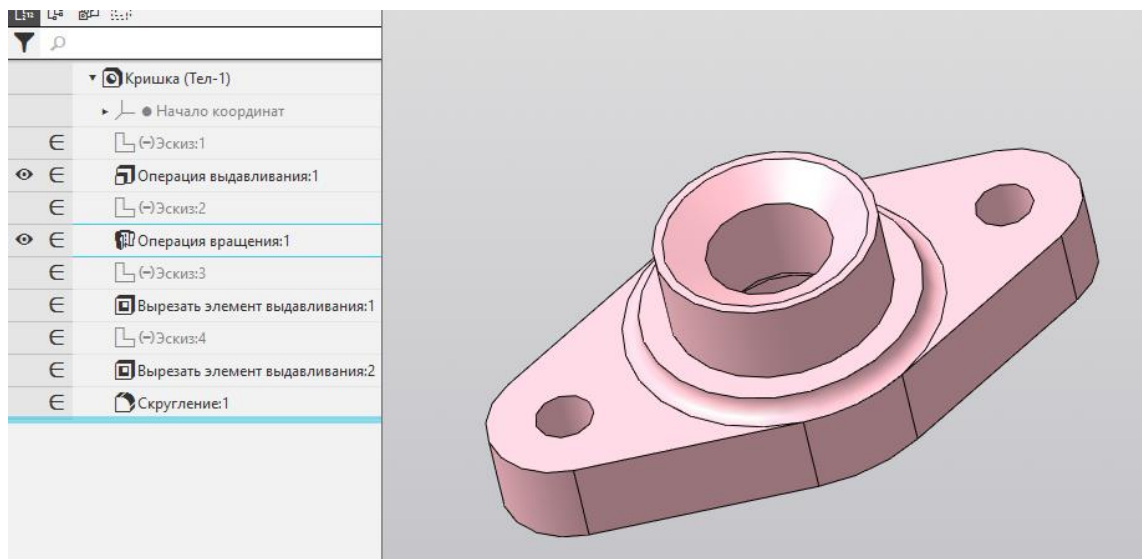 Кришка (Тел-1)
Начало координат
(-)Эскиз:1
Операция выдавливания:1
(-)Эскиз:2
Операция вращения:1
(-)Эскиз:3
Вырезать элемент выдавливания:1
(-)Эскиз:4
Вырезать элемент выдавливания:2
Скругление:1